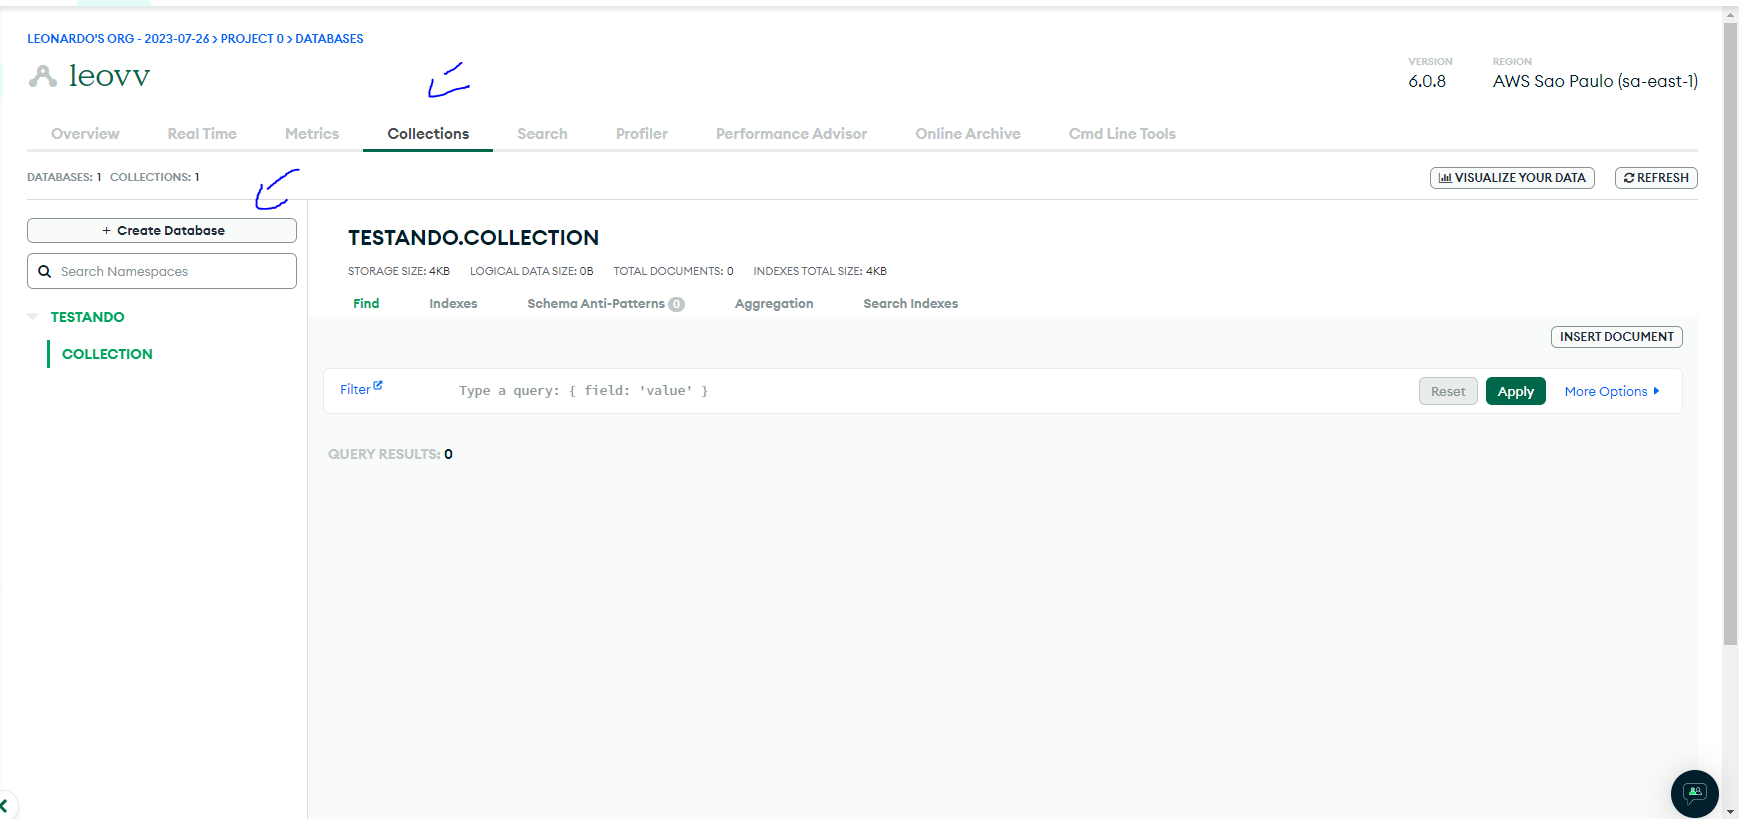 LEONARDO'S ORG - 2023-07-26 > PROJECT 0 > DATABASES
leovv
VERSION
6.0.8
REGION
AWS Sao Paulo (sa-east-1)
Overview Real Time Metrics Collections Search Profiler Performance Advisor Online Archive Cmd Line Tools
DATABASES: 1 COLLECTIONS: 1
VISUALIZE YOUR DATA
REFRESH
+ Create Database
Search Namespaces
TESTANDO
COLLECTION
TESTANDO.COLLECTION
STORAGE SIZE: 4KB LOGICAL DATA SIZE: 0B TOTAL DOCUMENTS: 0 INDEXES TOTAL SIZE: 4KB
Find Indexes Schema Anti-Patterns 0 Aggregation Search Indexes
INSERT DOCUMENT
Filter Type a query: { field: 'value' } Reset Apply More Options
QUERY RESULTS: 0